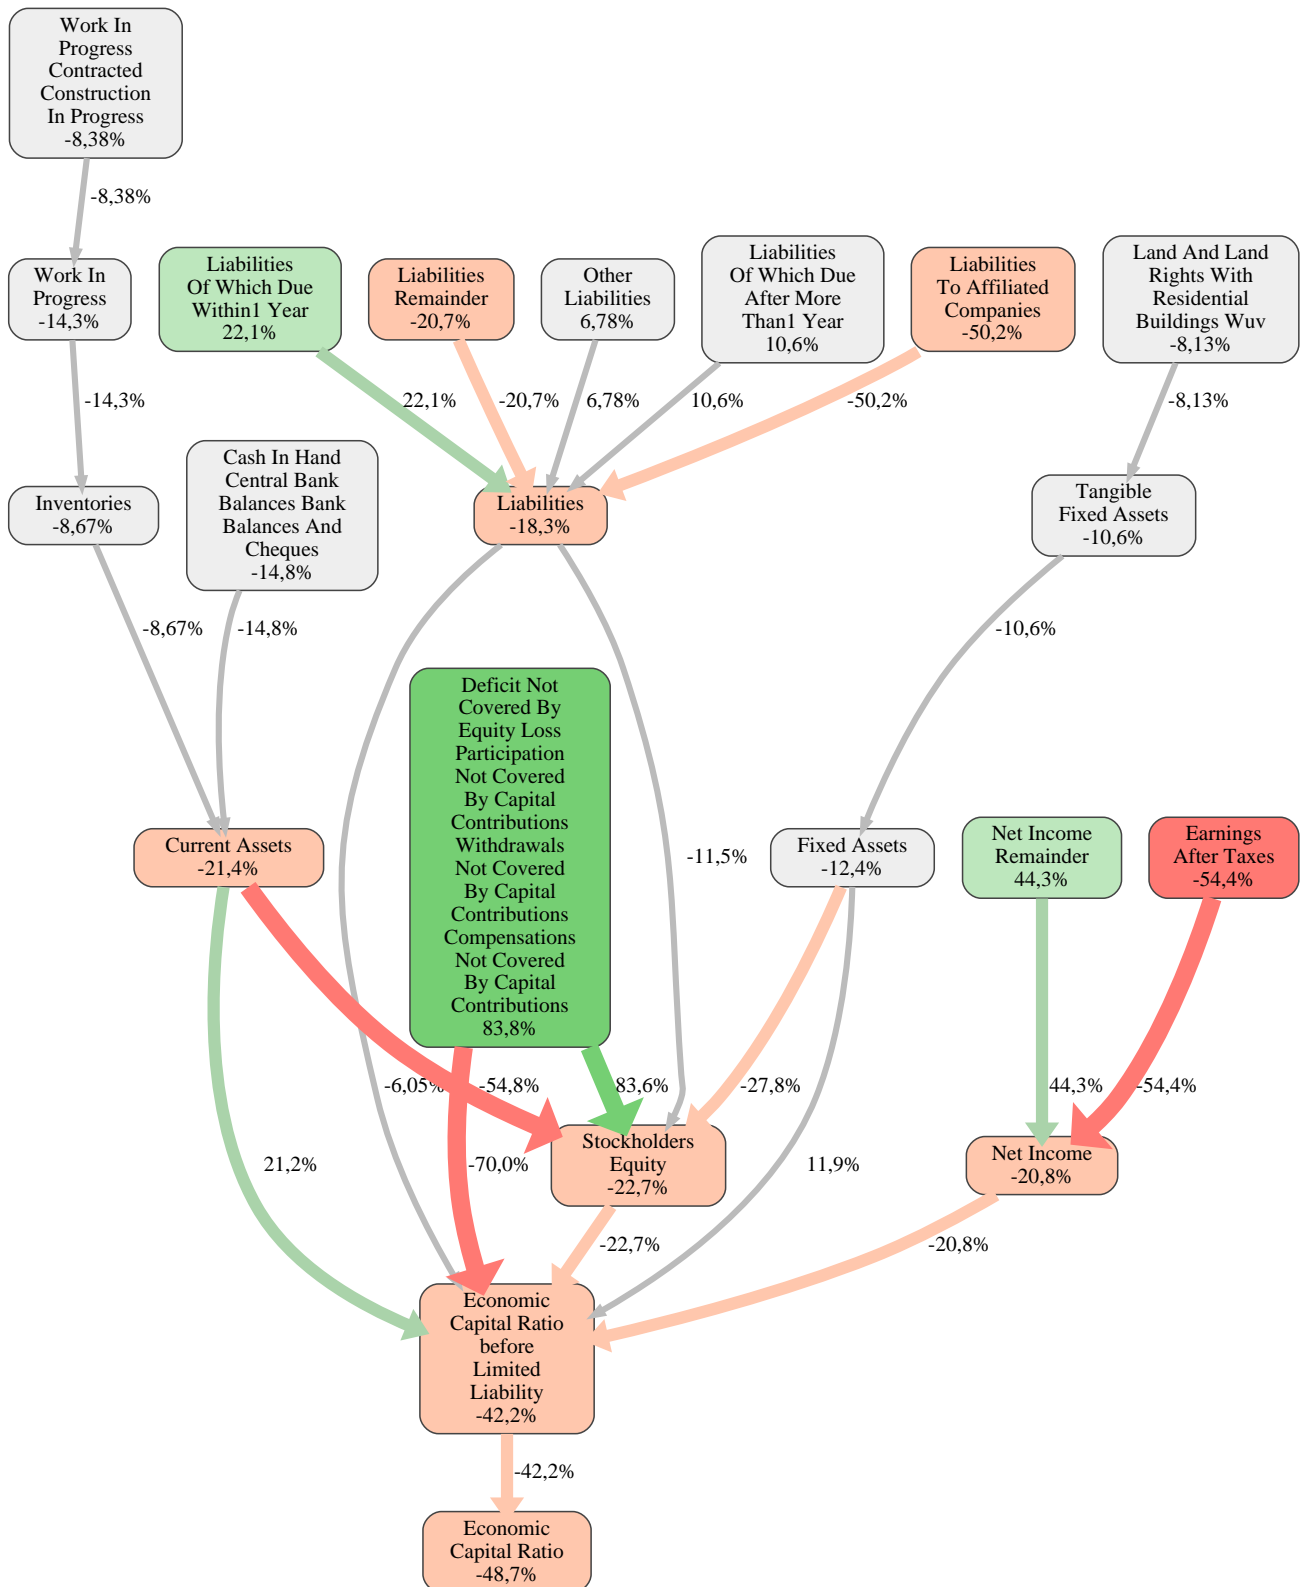 Work In
Progress
Contracted
Construction
In Progress
-8,38%
-8,38%
Work In
Progress
-14,3%
Liabilities
Of Which Due
Within1 Year
22,1%
Liabilities
Remainder
-20,7%
Other
Liabilities
6,78%
Liabilities
Of Which Due
After More
Than1 Year
10,6%
Liabilities
To Affiliated
Companies
-50,2%
Land And Land
Rights With
Residential
Buildings Wuv
-8,13%
-14,3%
22,1%
-20,7%
6,78%
10,6%
-50,2%
-8,13%
Inventories
-8,67%
Cash In Hand
Central Bank
Balances Bank
Balances And
Cheques
-14,8%
Liabilities
-18,3%
Tangible
Fixed Assets
-10,6%
-8,67%
-14,8%
-10,6%
Deficit Not
Covered By
Equity Loss
Participation
Not Covered
By Capital
Contributions
Withdrawals
Not Covered
By Capital
Contributions
Compensations
Not Covered
By Capital
Contributions
83,8%
Current Assets
-21,4%
-11,5%
Fixed Assets
-12,4%
Net Income
Remainder
44,3%
Earnings
After Taxes
-54,4%
-6,05%
-54,8%
83,6%
-27,8%
44,3%
-54,4%
21,2%
-70,0%
Stockholders
Equity
-22,7%
11,9%
Net Income
-20,8%
-22,7%
-20,8%
Economic
Capital Ratio
before
Limited
Liability
-42,2%
-42,2%
Economic
Capital Ratio
-48,7%